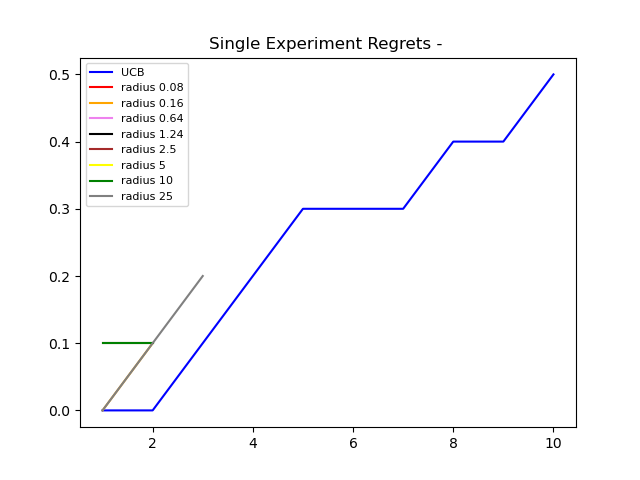 Single Experiment Regrets -
0.5
0.4
0.3
0.2
0.1
0.0
UCB
radius 0.08
radius 0.16
radius 0.64
radius 1.24
radius 2.5
radius 5
radius 10
radius 25
2 4 6 8 10